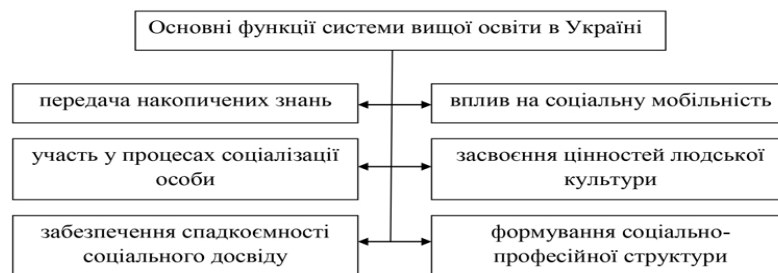 Основні функції системи вищої освіти в Україні
передача накопичених знань
вплив на соціальну мобільність
участь у процесах соціалізації
особи
засвоєння цінностей людської
культури
забезпечення спадкоємності
соціального досвіду
формування соціально-
професійної структури